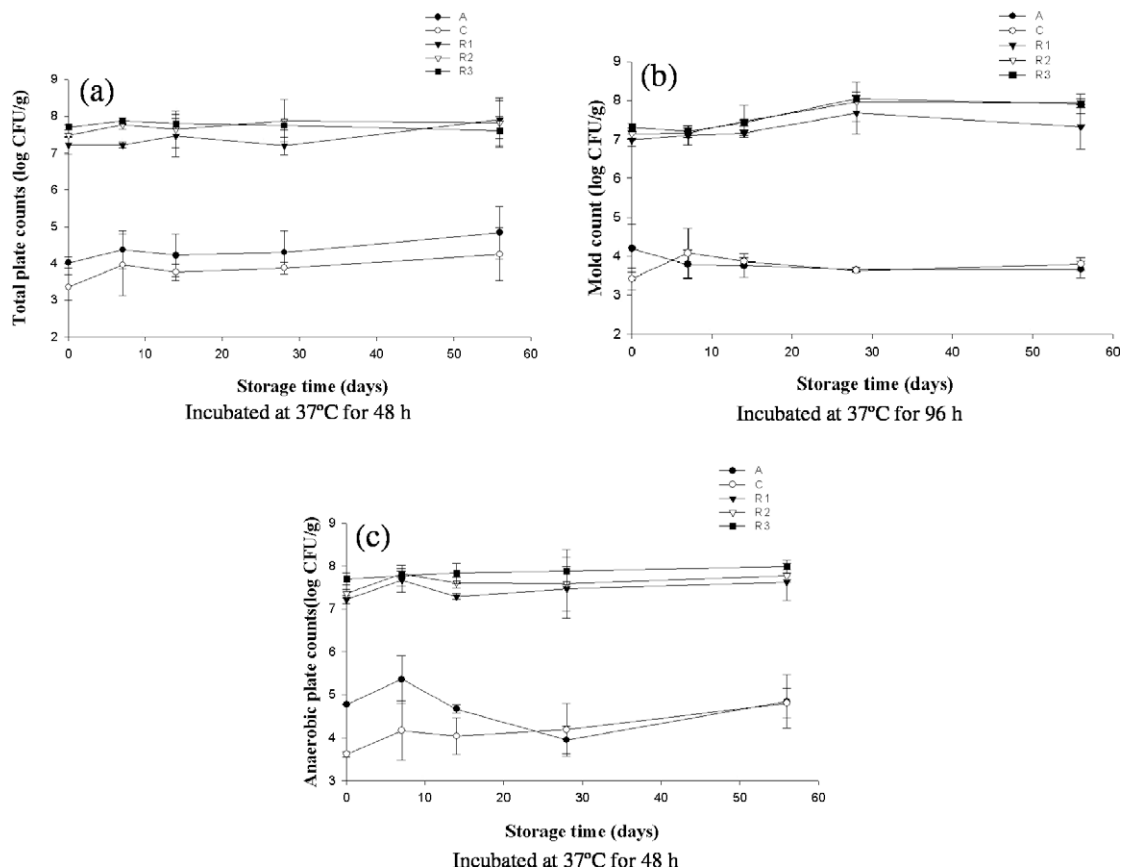 A
C
R1
R2
R3
(a)
9
8
7
6
5
4
3
2
Total plate counts (log CFU/g)
0 10 20 30 40 50 60
Storage time (days)
Incubated at 37ºC for 48 h
A
C
R1
R2
R3
(b)
9
8
7
6
5
4
3
2
Mold count (log CFU/g)
0 10 20 30 40 50 60
Storage time (days)
Incubated at 37ºC for 96 h
A
C
R1
R2
R3
(c)
9
8
7
6
5
4
3
Anaerobic plate counts(log CFU/g)
0 10 20 30 40 50 60
Storage time (days)
Incubated at 37ºC for 48 h